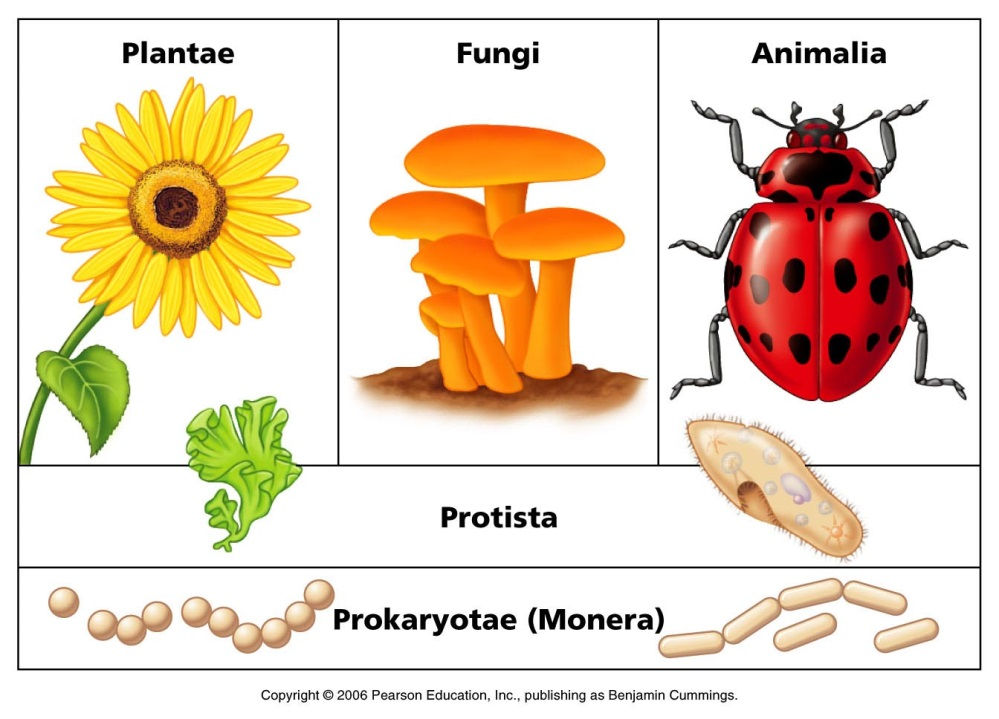 Plantae
Fungi
Animalia
Protista
Prokaryotae (Monera)
Copyright © 2006 Pearson Education, Inc., publishing as Benjamin Cummings.